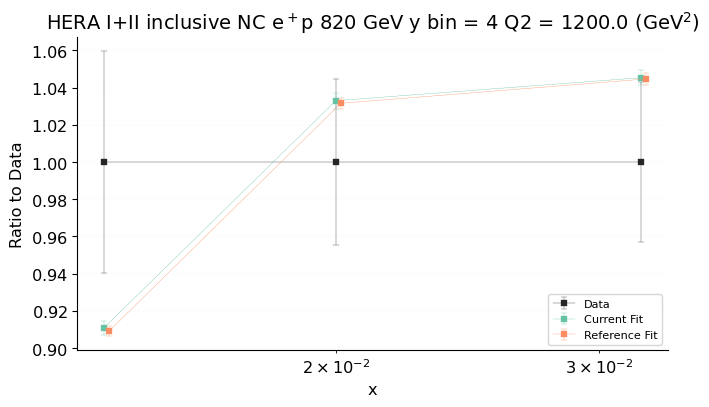 HERA I+II inclusive NC e⁺p 820 GeV y bin = 4 Q2 = 1200.0 (GeV²)
Ratio to Data
1.06
1.04
1.02
1.00
0.98
0.96
0.94
0.92
0.90
Data
Current Fit
Reference Fit
2 × 10⁻²
3 × 10⁻²
x